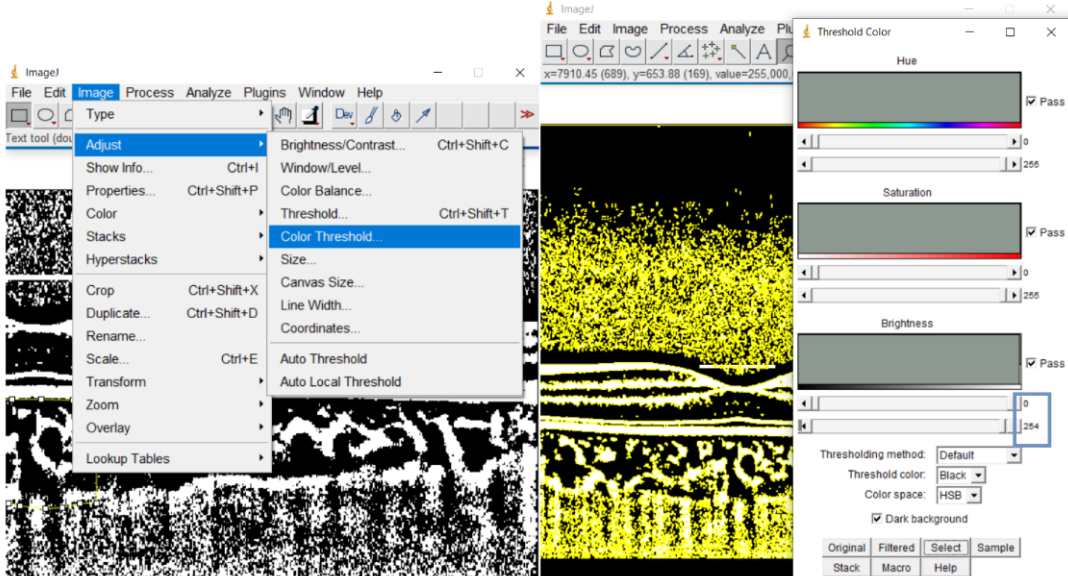 ImageJ
File Edit Image Process Analyze Plugins Window Help
Dev
Text tool (dou
Type
Adjust
Show Info... Ctrl+I
Properties... Ctrl+Shift+P
Color
Stacks
Hyperstacks
Crop Ctrl+Shift+X
Duplicate... Ctrl+Shift+D
Rename...
Scale... Ctrl+E
Transform
Zoom
Overlay
Lookup Tables
Brightness/Contrast... Ctrl+Shift+C
Window/Level...
Color Balance...
Threshold... Ctrl+Shift+T
Color Threshold...
Size...
Canvas Size...
Line Width...
Coordinates...
Auto Threshold
Auto Local Threshold
ImageJ
File Edit Image Process Analyze Plu
A
x=7910.45 (689), y=653.88 (169), value=255,000,
Threshold Color
Hue
Pass
0
255
Saturation
Pass
0
255
Brightness
Pass
0
254
Thresholding method: Default
Threshold color: Black
Color space: HSB
Dark background
Original Filtered Select Sample
Stack Macro Help